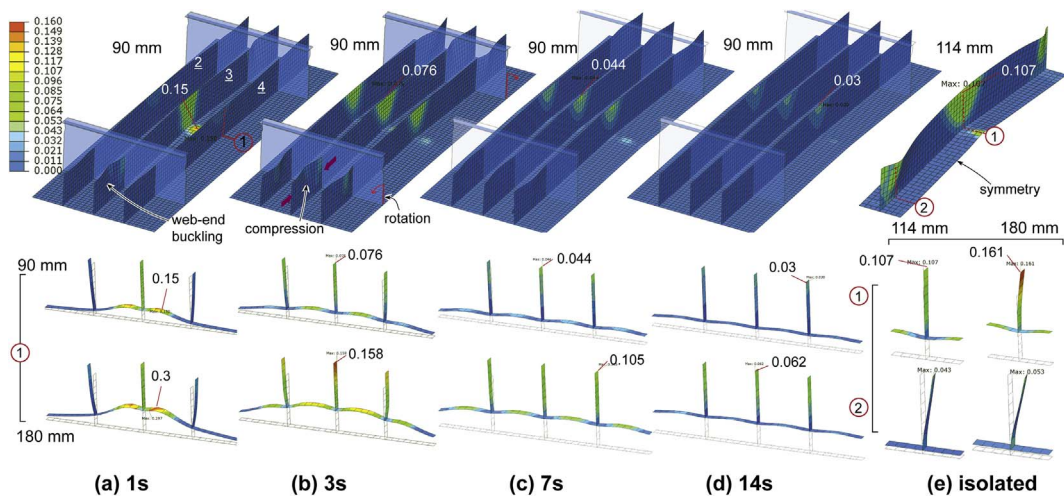 0.160
0.149
0.139
0.128
0.117
0.107
0.096
0.085
0.075
0.064
0.053
0.043
0.032
0.021
0.011
0.000
90 mm
2
3
4
0.15
1
web-end
buckling
90 mm
0.076
compression
rotation
90 mm
0.044
90 mm
0.03
114 mm
0.107
Max: 0.107
1
2
symmetry
90 mm
0.15
0.076
0.044
0.03
1
0.3
0.158
0.105
0.062
180 mm
114 mm
180 mm
0.107
Max: 0.107
0.161
Max: 0.161
1
Max: 0.043
Max: 0.053
2
(a) 1s
(b) 3s
(c) 7s
(d) 14s
(e) isolated